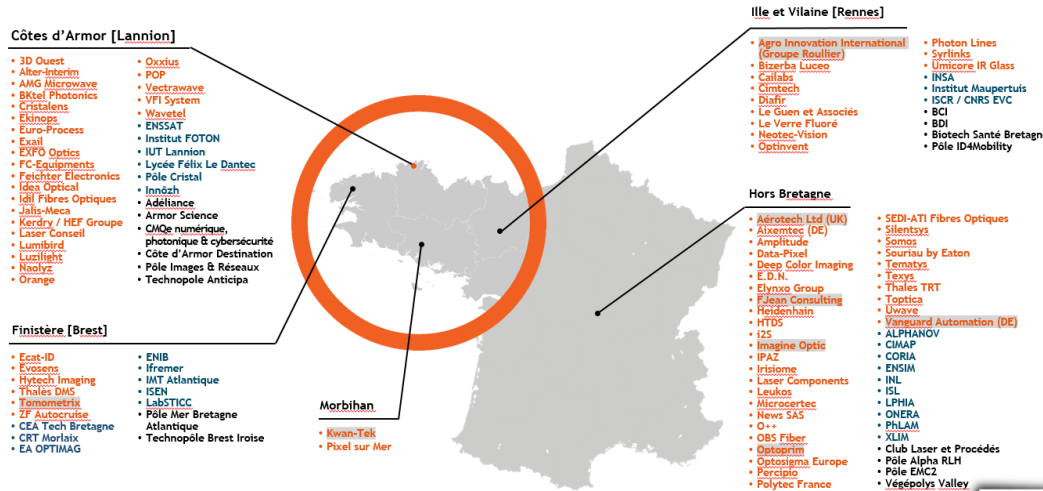 Côtes d’Armor [Lannion]
• 3D Ouest
• Alter-Interim
• AMG Microwave
• BKtel Photonics
• Cristalens
• Ekinops
• Euro-Process
• Exail
• EXFO Optics
• FC-Equipments
• Feichter Electronics
• Idea Optical
• Idil Fibres Optiques
• Jalis-Meca
• Kerdry / HEF Groupe
• Laser Conseil
• Lumibird
• Luzilight
• Naolyz
• Orange
• Oxxius
• POP
• Vectrawave
• VFI System
• Wavetel
• ENSSAT
• Institut FOTON
• IUT Lannion
• Lycée Félix Le Dantec
• Pôle Cristal
• Innôzh
• Adéliance
• Armor Science
• CMQe numérique,
photonique & cybersécurité
• Côte d’Armor Destination
• Pôle Images & Réseaux
• Technopole Anticipa
Finistère [Brest]
• Ecat-ID
• Evosens
• Hytech Imaging
• Thales DMS
• Tomometrix
• ZF Autocruise
• CEA Tech Bretagne
• CRT Morlaix
• EA OPTIMAG
• ENIB
• Ifremer
• IMT Atlantique
• ISEN
• LabSTICC
• Pôle Mer Bretagne
Atlantique
• Technopôle Brest Iroise
Morbihan
• Kwan-Tek
• Pixel sur Mer
Ille et Vilaine [Rennes]
• Agro Innovation International
(Groupe Roullier)
• Bizerba Luceo
• Cailabs
• Cimtech
• Diafir
• Le Guen et Associés
• Le Verre Fluoré
• Neotec-Vision
• Optinvent
• Photon Lines
• Syrlinks
• Umicore IR Glass
• INSA
• Institut Maupertuis
• ISCR / CNRS EVC
• BCI
• BDI
• Biotech Santé Bretagne
• Pôle ID4Mobility
Hors Bretagne
• Aérotech Ltd (UK)
• Aixemtec (DE)
• Amplitude
• Data-Pixel
• Deep Color Imaging
• E.D.N.
• Elynxo Group
• FJean Consulting
• Heidenhain
• HTDS
• i2S
• Imagine Optic
• IPAZ
• Irisiome
• Laser Components
• Leukos
• Microcertec
• News SAS
• O++
• OBS Fiber
• Optoprim
• Optosigma Europe
• Percipio
• Polytec France
• SEDI-ATI Fibres Optiques
• Silentsys
• Somos
• Souriau by Eaton
• Tematys
• Texys
• Thales TRT
• Toptica
• Uwave
• Vanguard Automation (DE)
• ALPHANOV
• CIMAP
• CORIA
• ENSIM
• INL
• ISL
• LPHIA
• ONERA
• PhLAM
• XLIM
• Club Laser et Procédés
• Pôle Alpha RLH
• Pôle EMC2
• Végépolys Valley